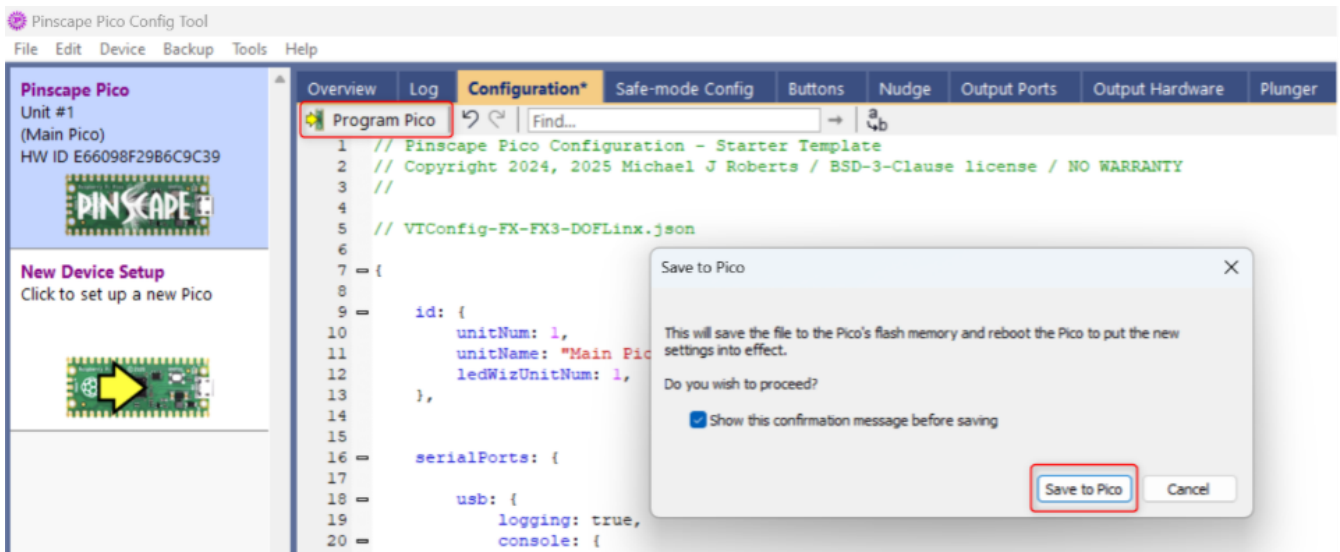 Pinscape Pico Config Tool
File Edit Device Backup Tools Help
Pinscape Pico
Unit #1
(Main Pico)
HW ID E66098F29B6C9C39
PINSCAPE
New Device Setup
Click to set up a new Pico
Overview Log Configuration* Safe-mode Config Buttons Nudge Output Ports Output Hardware Plunger
Program Pico Find... → a b
1 // Pinscape Pico Configuration - Starter Template
2 // Copyright 2024, 2025 Michael J Roberts / BSD-3-Clause license / NO WARRANTY
3 //
4
5 // VTConfig-FX-FX3-DOFLinx.json
6
7 {
8
9 id: {
10 unitNum: 1,
11 unitName: "Main Pic
12 ledWizUnitNum: 1,
13 },
14
15
16 serialPorts: {
17
18 usb: {
19 logging: true,
20 console: {
Save to Pico
This will save the file to the Pico's flash memory and reboot the Pico to put the new
settings into effect.
Do you wish to proceed?
Show this confirmation message before saving
Save to Pico Cancel